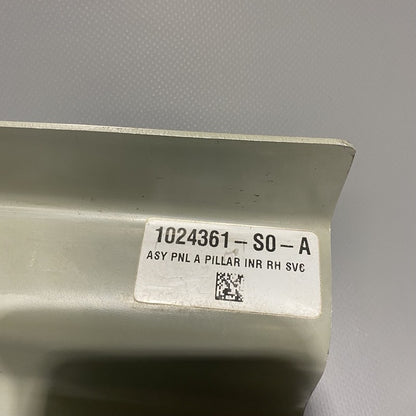 1024361-S0-A
ASY PNL A PILLAR INR RH SVC